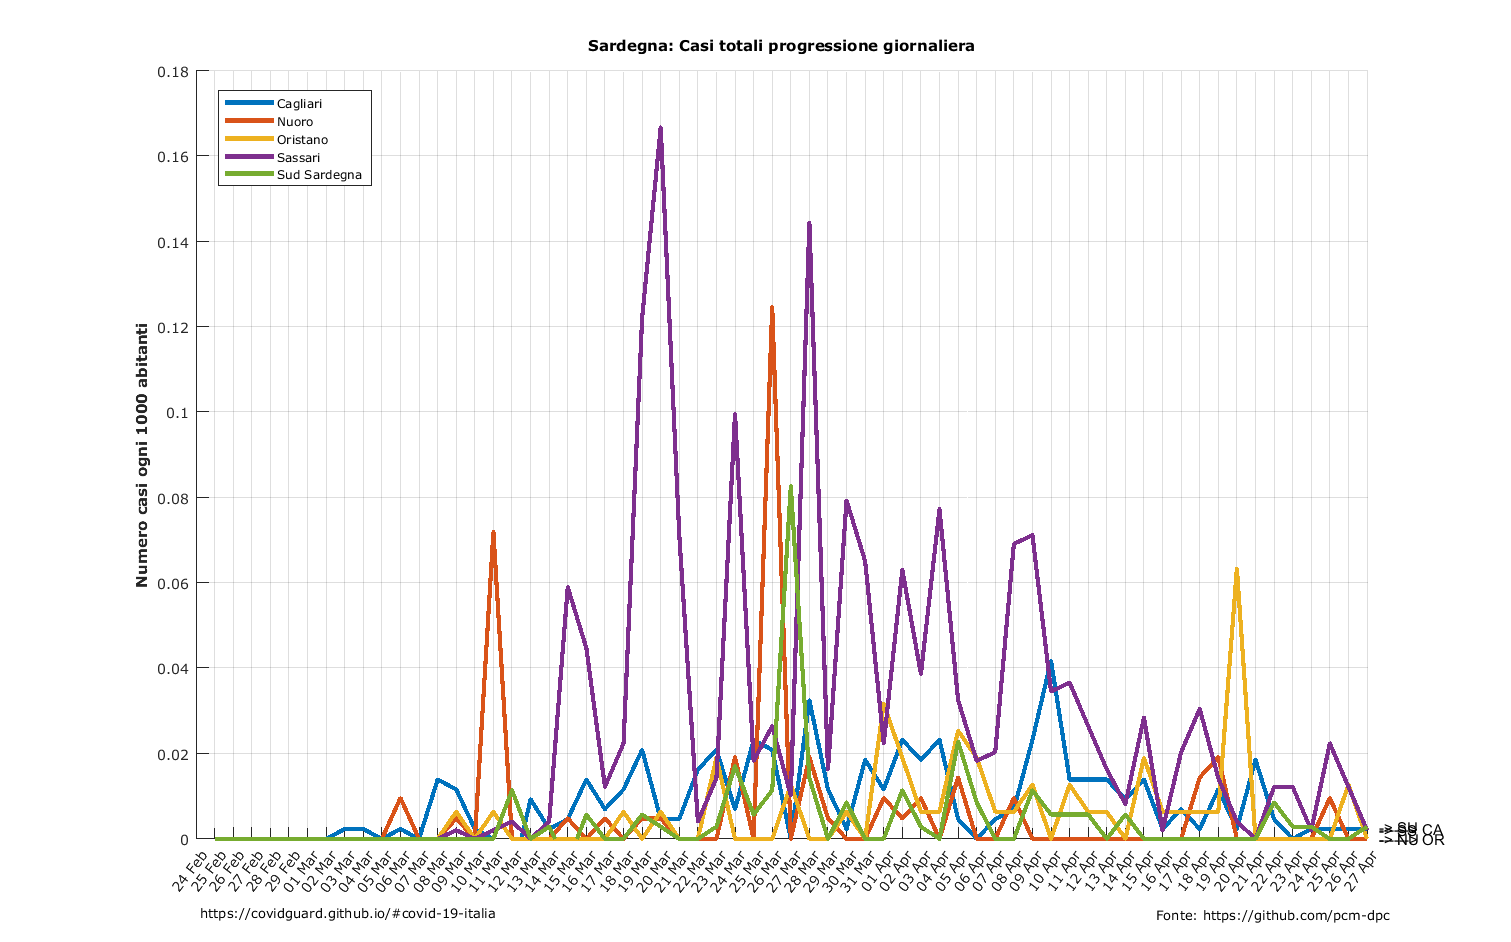 Sardegna: Casi totali progressione giornaliera
0.18
0.16
0.14
0.12
0.1
0.08
0.06
0.04
0.02
0
Numero casi ogni 1000 abitanti
Cagliari
Nuoro
Oristano
Sassari
Sud Sardegna
24 Feb
25 Feb
26 Feb
27 Feb
28 Feb
29 Feb
01 Mar
02 Mar
03 Mar
04 Mar
05 Mar
06 Mar
07 Mar
08 Mar
09 Mar
10 Mar
11 Mar
12 Mar
13 Mar
14 Mar
15 Mar
16 Mar
17 Mar
18 Mar
19 Mar
20 Mar
21 Mar
22 Mar
23 Mar
24 Mar
25 Mar
26 Mar
27 Mar
28 Mar
29 Mar
30 Mar
31 Mar
01 Apr
02 Apr
03 Apr
04 Apr
05 Apr
06 Apr
07 Apr
08 Apr
09 Apr
10 Apr
11 Apr
12 Apr
13 Apr
14 Apr
15 Apr
16 Apr
17 Apr
18 Apr
19 Apr
20 Apr
21 Apr
22 Apr
23 Apr
24 Apr
25 Apr
26 Apr
27 Apr
CA
OR
https://covidguard.github.io/#covid-19-italia
Fonte: https://github.com/pcm-dpc